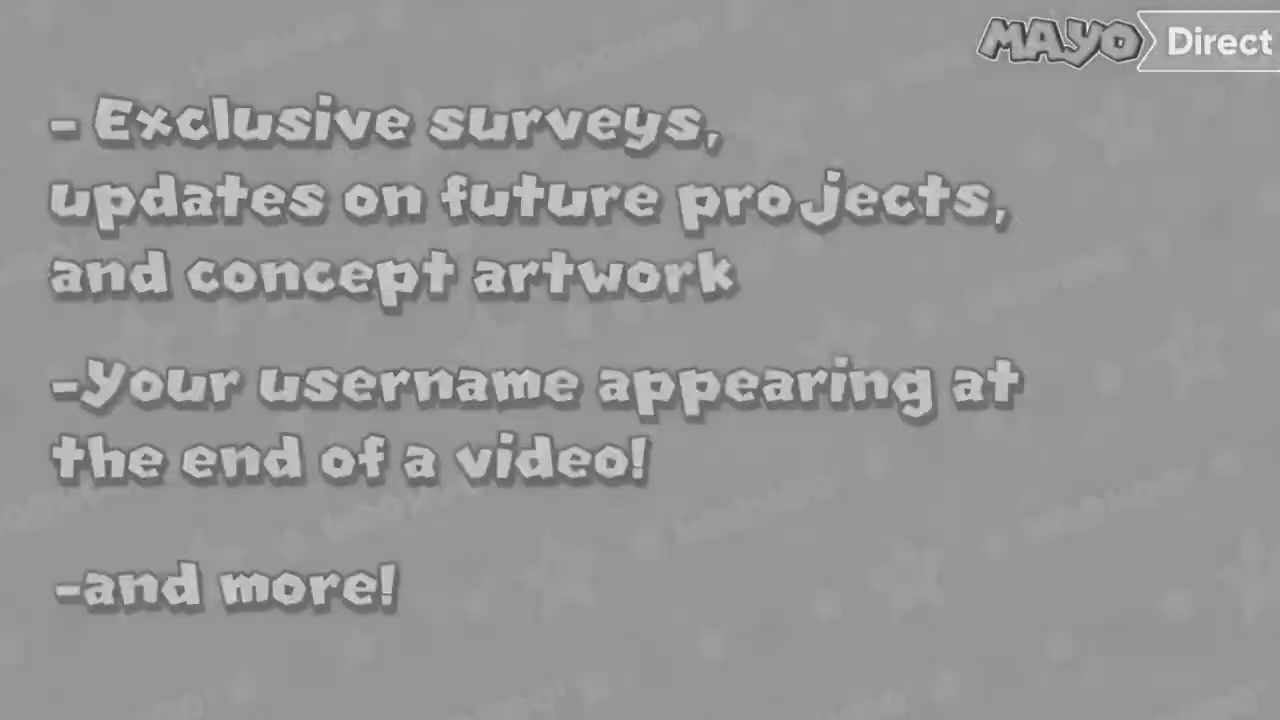 MAYO Direct
- Exclusive surveys,
updates on future projects,
and concept artwork
-Your username appearing at
the end of a video!
-and more!